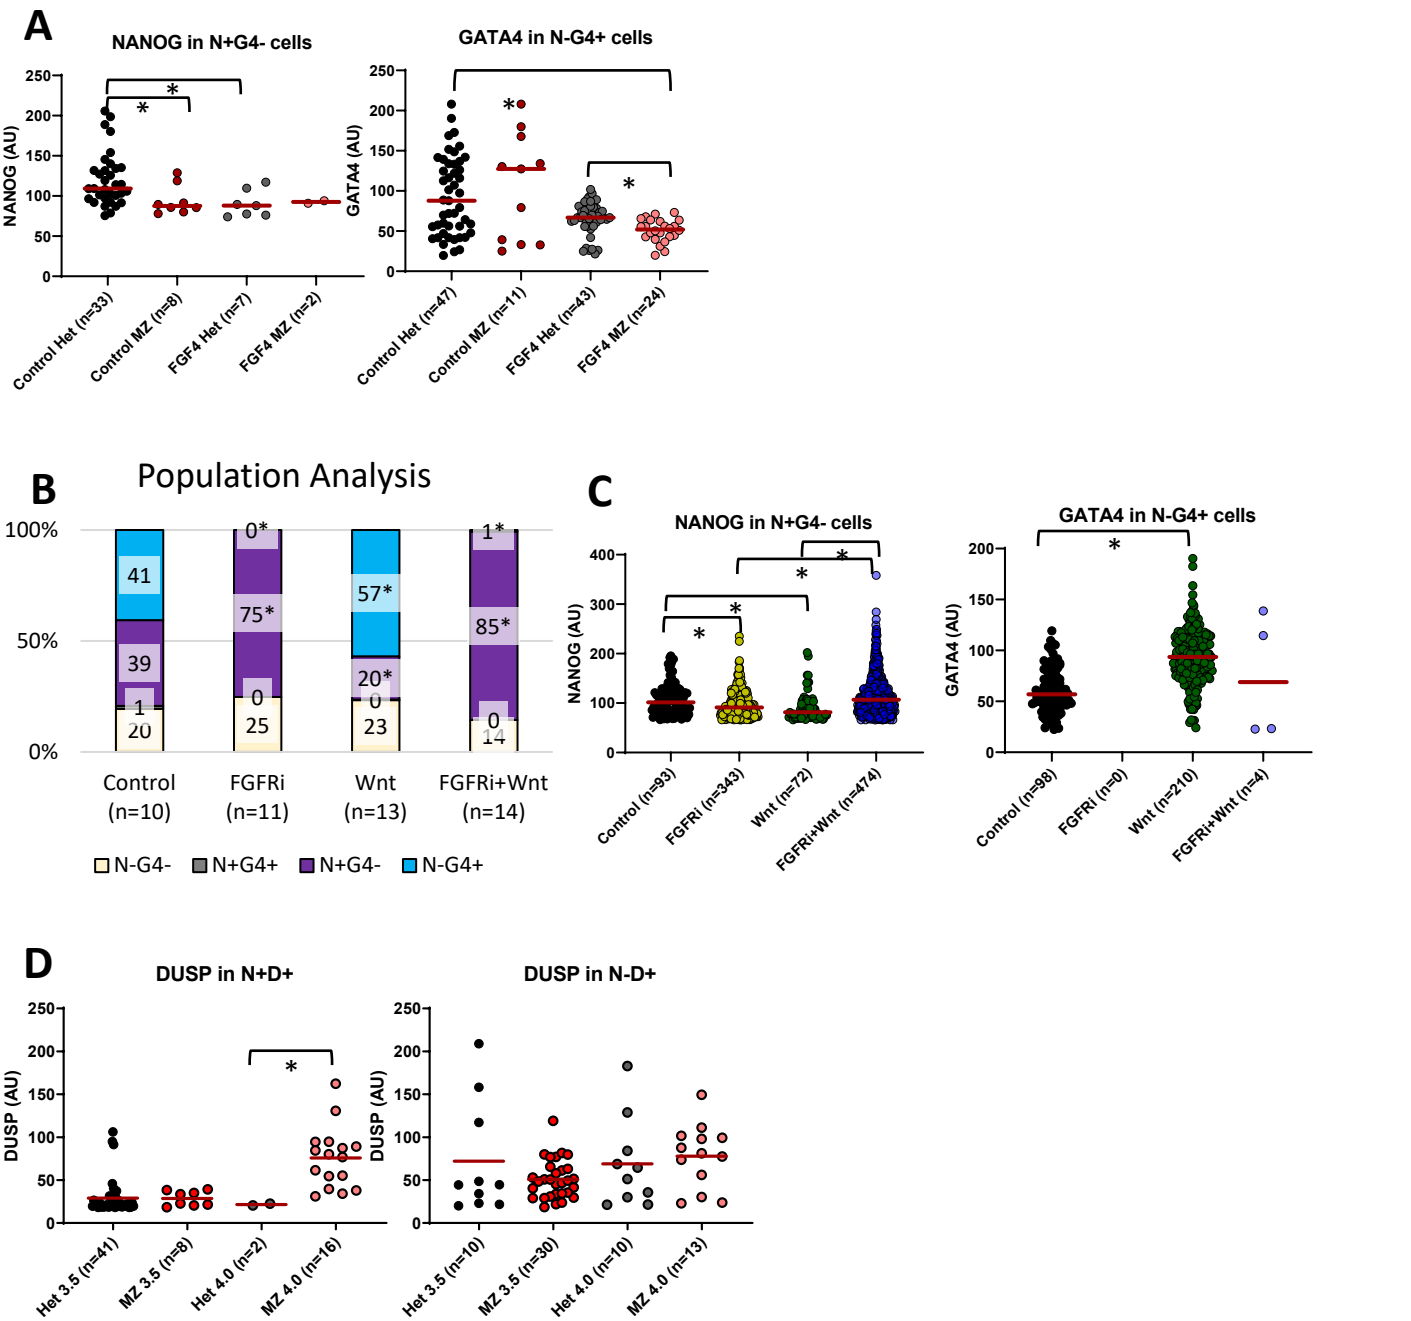 A
NANOG in N+G4- cells
250
200
150
100
50
0
NANOG (AU)
*
*
Control Het (n=33)
Control MZ (n=8)
FGF4 Het (n=7)
FGF4 MZ (n=2)
GATA4 in N-G4+ cells
250
200
150
100
50
0
GATA4 (AU)
*
*
Control Het (n=47)
Control MZ (n=11)
FGF4 Het (n=43)
FGF4 MZ (n=24)
B
Population Analysis
100%
50%
0%
41
39
1
20
0*
75*
0
25
57*
20*
0
23
1*
85*
0
14
Control
(n=10)
FGFRi
(n=11)
Wnt
(n=13)
FGFRi+Wnt
(n=14)
N-G4-
N+G4+
N+G4-
N-G4+
C
NANOG in N+G4- cells
400
300
200
100
0
NANOG (AU)
*
*
*
*
Control (n=93)
FGFRi (n=343)
Wnt (n=72)
FGFRi+Wnt (n=474)
GATA4 in N-G4+ cells
200
150
100
50
0
GATA4 (AU)
*
Control (n=98)
FGFRi (n=0)
Wnt (n=210)
FGFRi+Wnt (n=4)
D
DUSP in N+D+
250
200
150
100
50
0
DUSP (AU)
*
Het 3.5 (n=41)
MZ 3.5 (n=8)
Het 4.0 (n=2)
MZ 4.0 (n=16)
DUSP in N-D+
250
200
150
100
50
0
DUSP (AU)
Het 3.5 (n=10)
MZ 3.5 (n=30)
Het 4.0 (n=10)
MZ 4.0 (n=13)